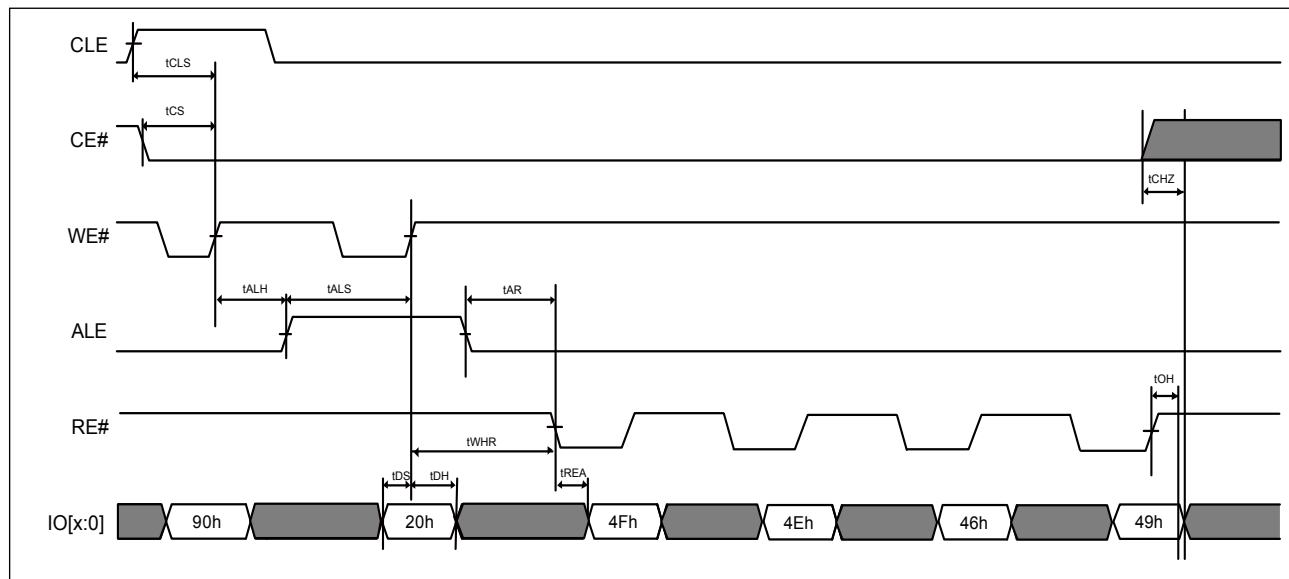 CLE
tCLS
tCS
CE#
tCHZ
WE#
tALH tALS tAR
ALE
tOH
RE#
tWHR
tDS tDH tREA
IO[x:0] 90h 20h 4Fh 4Eh 46h 49h